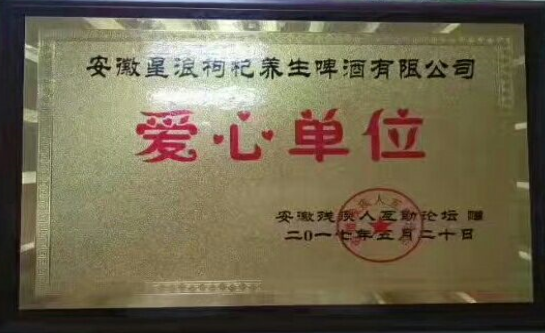 安徽星浪枸杞养生啤酒有限公司
爱心单位
安徽残疾人互助论坛 赠
二0一七年五月二十日